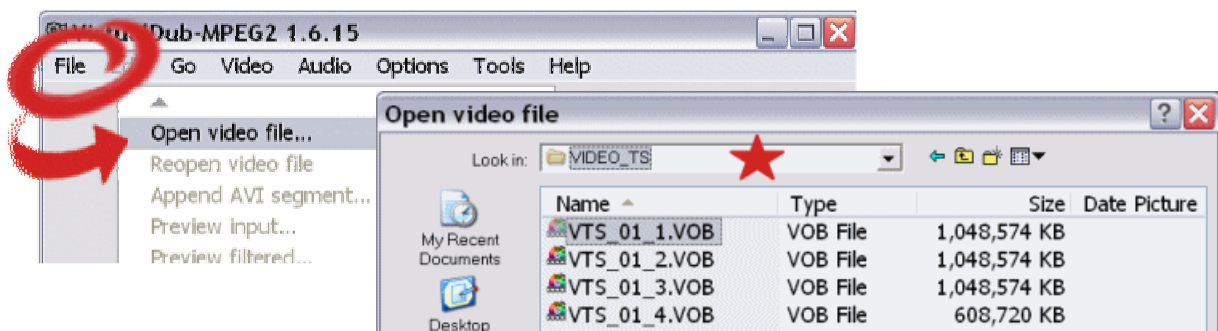 Dub-MPEG2 1.6.15
File Go Video Audio Options Tools Help
Open video file...
Reopen video file
Append AVI segment...
Preview input...
Preview filtered...
Open video file
Look in: VIDEO_TS
Name Type Size Date Picture
My Recent Documents
Desktop
VTS_01_1.VOB VOB File 1,048,574 KB
VTS_01_2.VOB VOB File 1,048,574 KB
VTS_01_3.VOB VOB File 1,048,574 KB
VTS_01_4.VOB VOB File 608,720 KB